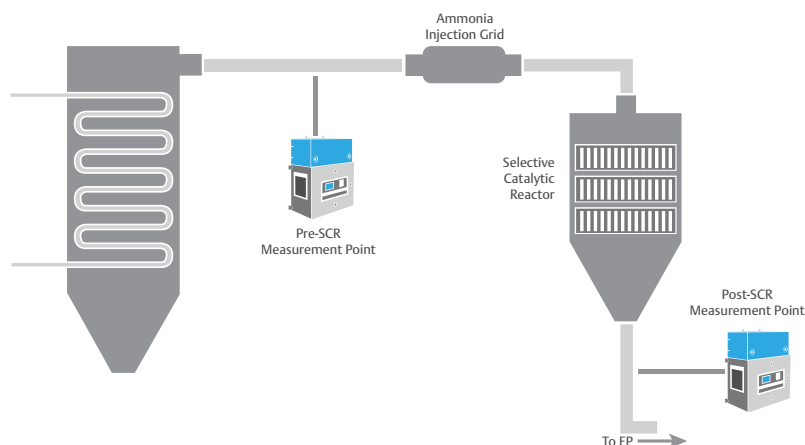 Ammonia
Injection Grid
Selective
Catalytic
Reactor
Pre-SCR
Measurement Point
Post-SCR
Measurement Point
To EP